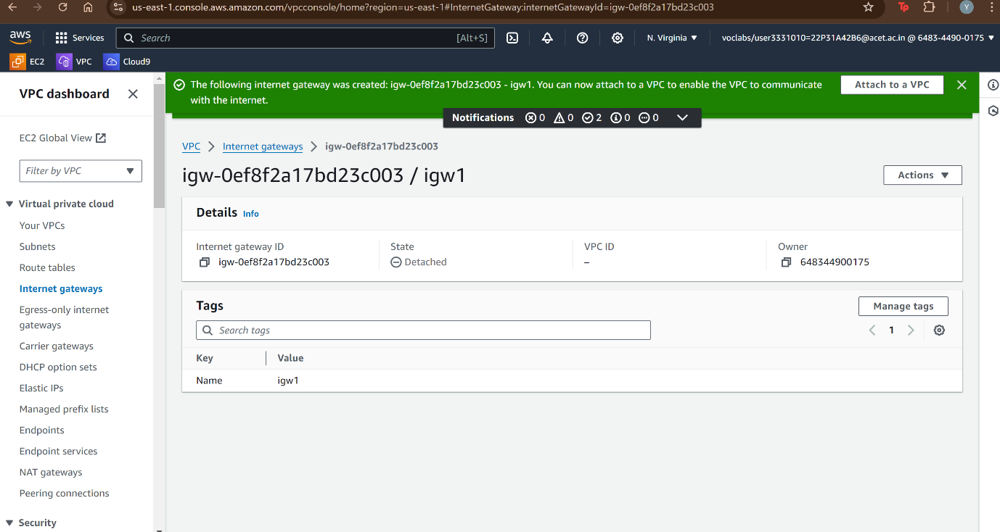 us-east-1.console.aws.amazon.com/vpcconsole/home?region=us-east-1#InternetGateway:internetGatewayId=igw-0ef8f2a17bd23c003
Y
aws
Services
Search
[Alt+S]
N. Virginia
voclabs/user3331010=22P31A42B6@acet.ac.in @ 6483-4490-0175
EC2
VPC
Cloud9
VPC dashboard
EC2 Global View
Filter by VPC
Virtual private cloud
Your VPCs
Subnets
Route tables
Internet gateways
Egress-only internet
gateways
Carrier gateways
DHCP option sets
Elastic IPs
Managed prefix lists
Endpoints
Endpoint services
NAT gateways
Peering connections
Security
The following internet gateway was created: igw-0ef8f2a17bd23c003 - igw1. You can now attach to a VPC to enable the VPC to communicate
with the internet.
Attach to a VPC
Notifications 0 0 2 0 0
VPC > Internet gateways > igw-0ef8f2a17bd23c003
igw-0ef8f2a17bd23c003 / igw1
Actions
Details Info
Internet gateway ID
igw-0ef8f2a17bd23c003
State
Detached
VPC ID
–
Owner
648344900175
Tags
Manage tags
Search tags
1
Key Value
Name igw1